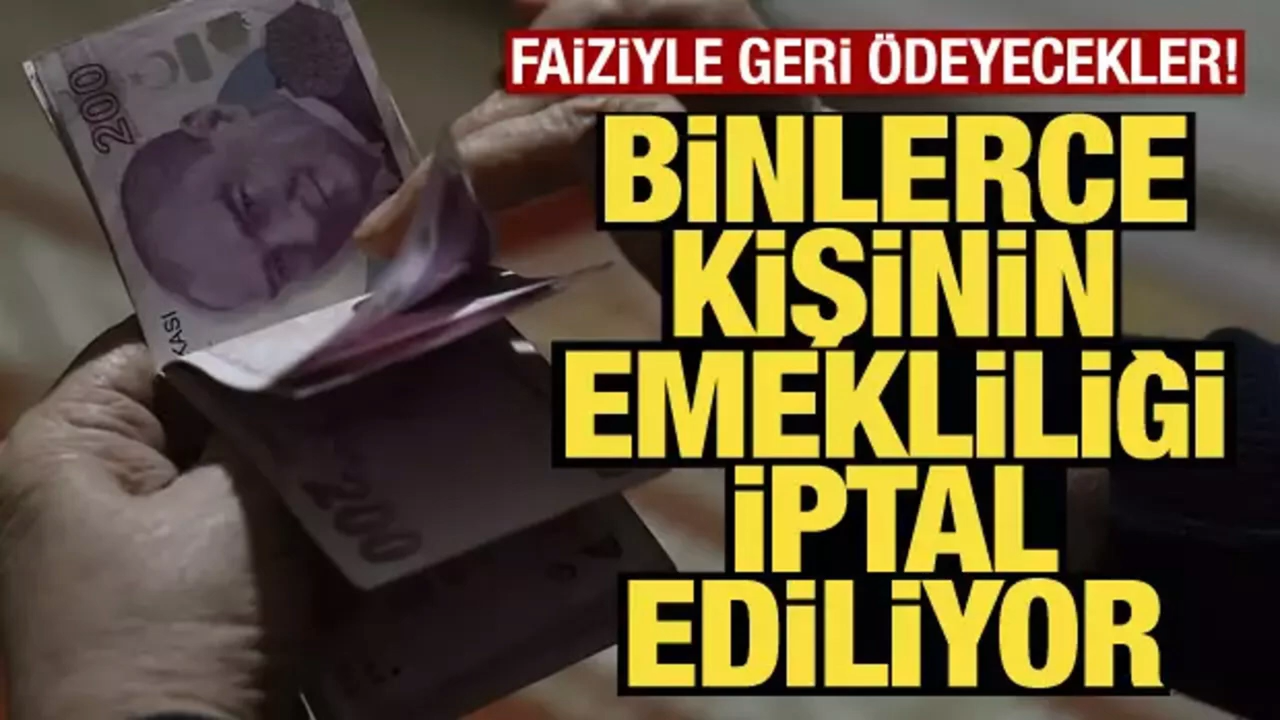 FAİZİYLE GERİ ÖDEYECEKLER!
BİNLERCE
KİŞİNİN
EMEKLİLİĞİ
İPTAL
EDİLİYOR
200
KASI
200